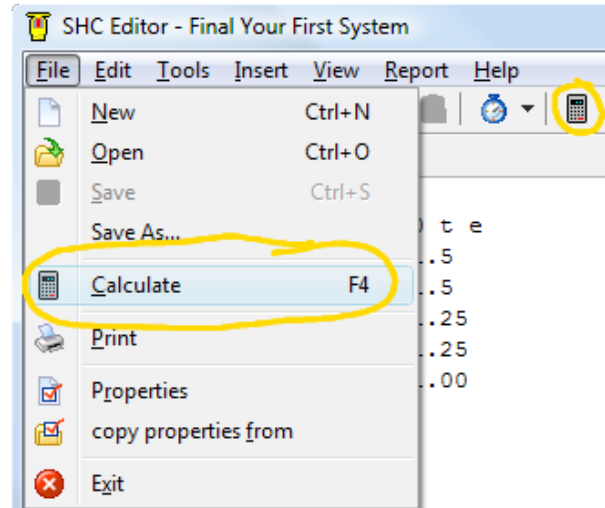 SHC Editor - Final Your First System
File Edit Tools Insert View Report Help
New Ctrl+N
Open Ctrl+O
Save Ctrl+S
Save As...
t e
.5
Calculate F4
.5
Print
.25
.25
Properties
.00
copy properties from
Exit